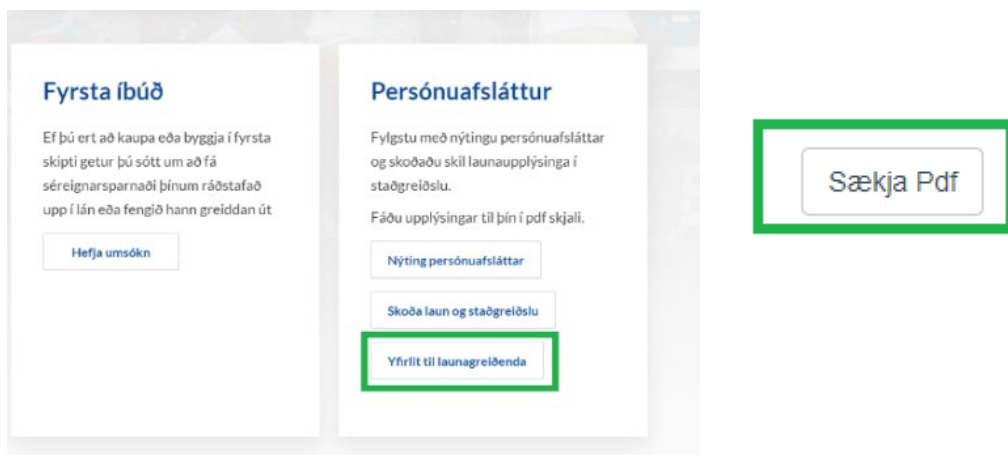 Fyrsta íbúð
Ef þú ert að kaupa eða byggja í fyrsta
skipti getur þú sótt um að fá
séreignarsparnaði þínum ráðstafað
upp í lán eða fengið hann greiddan út
Hefja umsókn
Persónuafsláttur
Fylgstu með nýtingu persónuafsláttar
og skoðaðu skil launaupplýsinga í
staðgreiðslu.
Fáðu upplýsingar til þín í pdf skjali.
Nýting persónuafsláttar
Skoða laun og staðgreiðslu
Yfirlit til launagreiðenda
Sækja Pdf